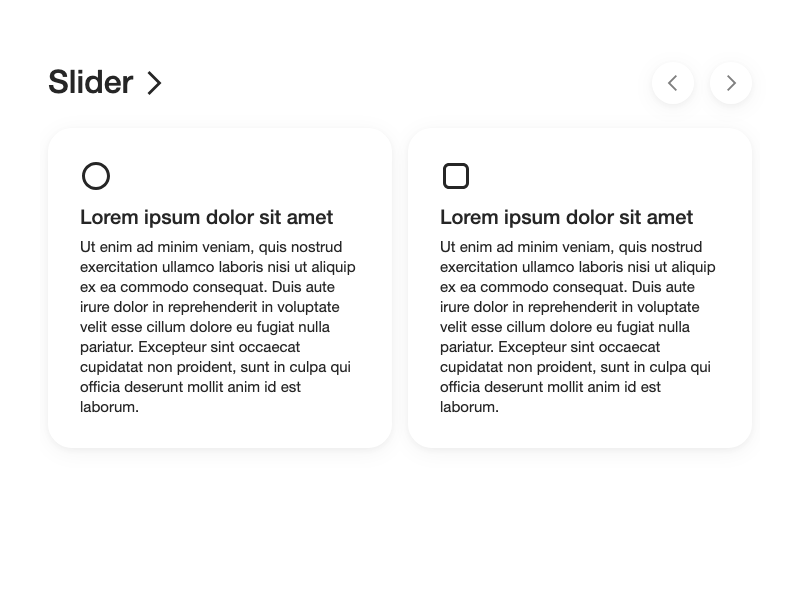 Slider
Lorem ipsum dolor sit amet
Ut enim ad minim veniam, quis nostrud
exercitation ullamco laboris nisi ut aliquip
ex ea commodo consequat. Duis aute
irure dolor in reprehenderit in voluptate
velit esse cillum dolore eu fugiat nulla
pariatur. Excepteur sint occaecat
cupidatat non proident, sunt in culpa qui
officia deserunt mollit anim id est
laborum.
Lorem ipsum dolor sit amet
Ut enim ad minim veniam, quis nostrud
exercitation ullamco laboris nisi ut aliquip
ex ea commodo consequat. Duis aute
irure dolor in reprehenderit in voluptate
velit esse cillum dolore eu fugiat nulla
pariatur. Excepteur sint occaecat
cupidatat non proident, sunt in culpa qui
officia deserunt mollit anim id est
laborum.